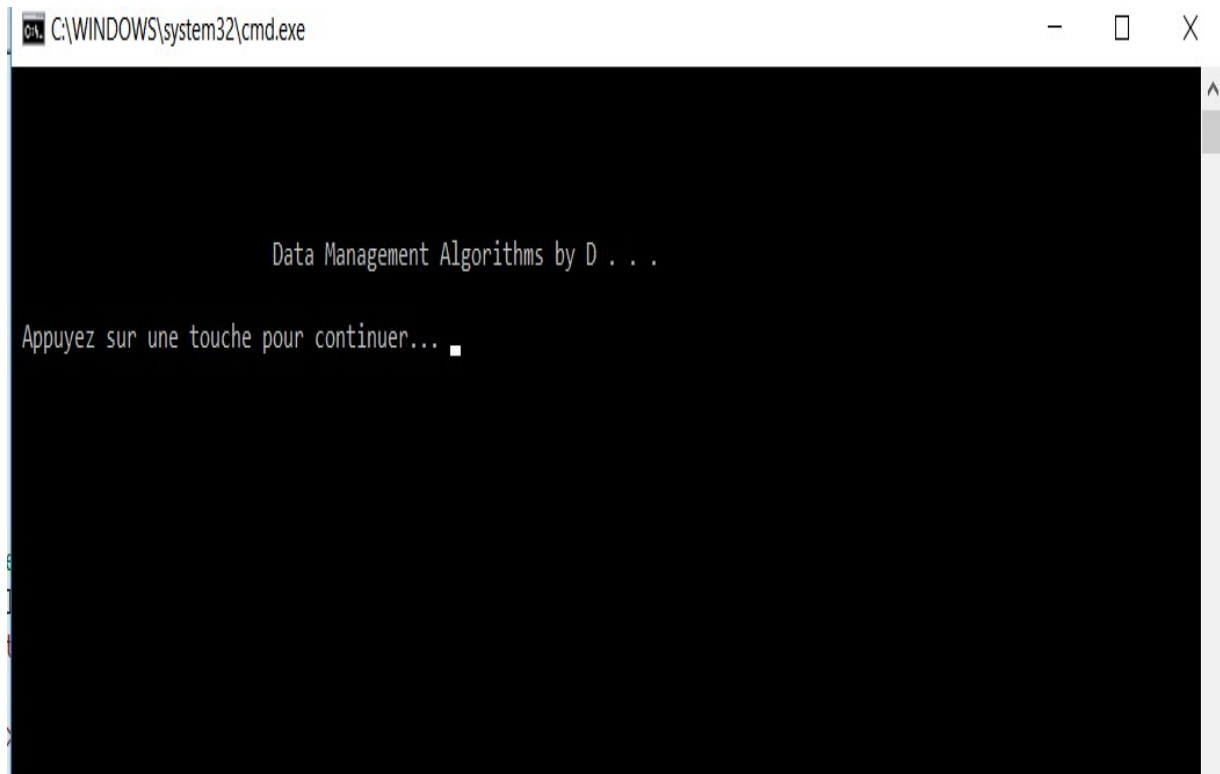 C:\WINDOWS\system32\cmd.exe
Data Management Algorithms by D . . .
Appuyez sur une touche pour continuer...